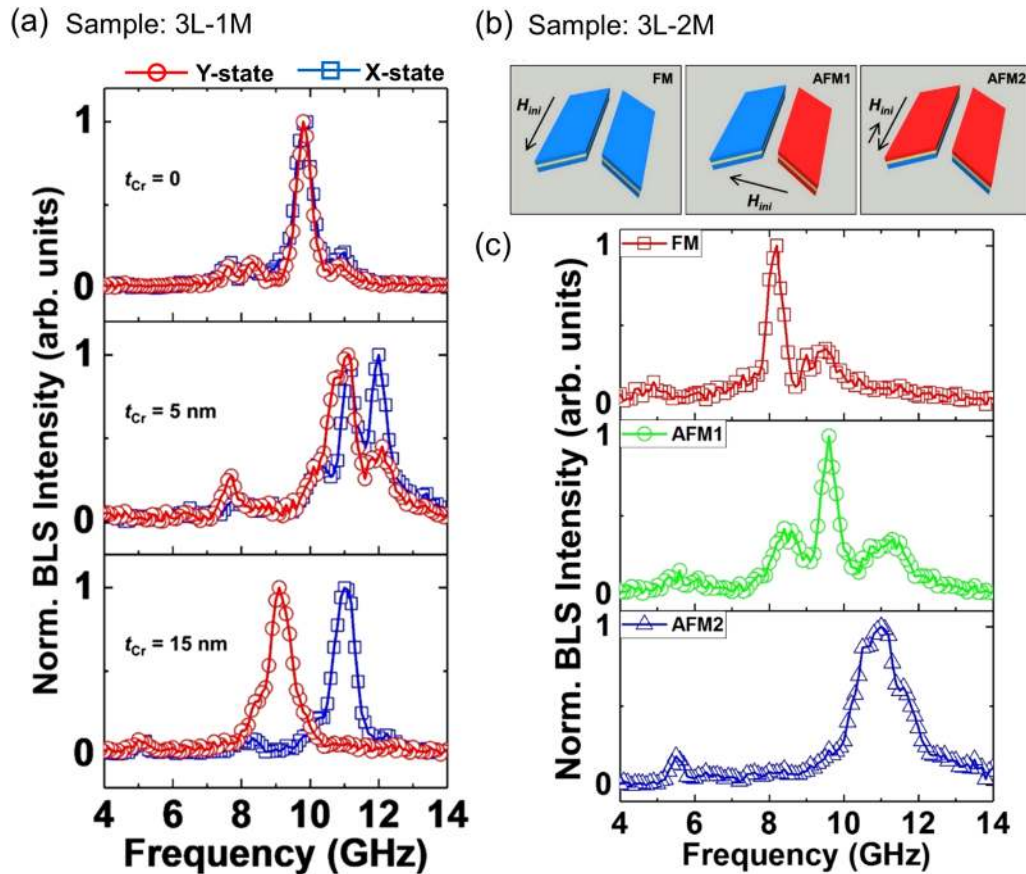 (a) Sample: 3L-1M
Y-state X-state
1
t_Cr = 0
0
1
t_Cr = 5 nm
0
1
t_Cr = 15 nm
0
4 6 8 10 12 14
Frequency (GHz)
Norm. BLS Intensity (arb. units)
(b) Sample: 3L-2M
FM
H_ini
AFM1
H_ini
AFM2
H_ini
(c)
FM
1
0
AFM1
1
0
AFM2
1
0
4 6 8 10 12 14
Frequency (GHz)
Norm. BLS Intensity (arb. units)